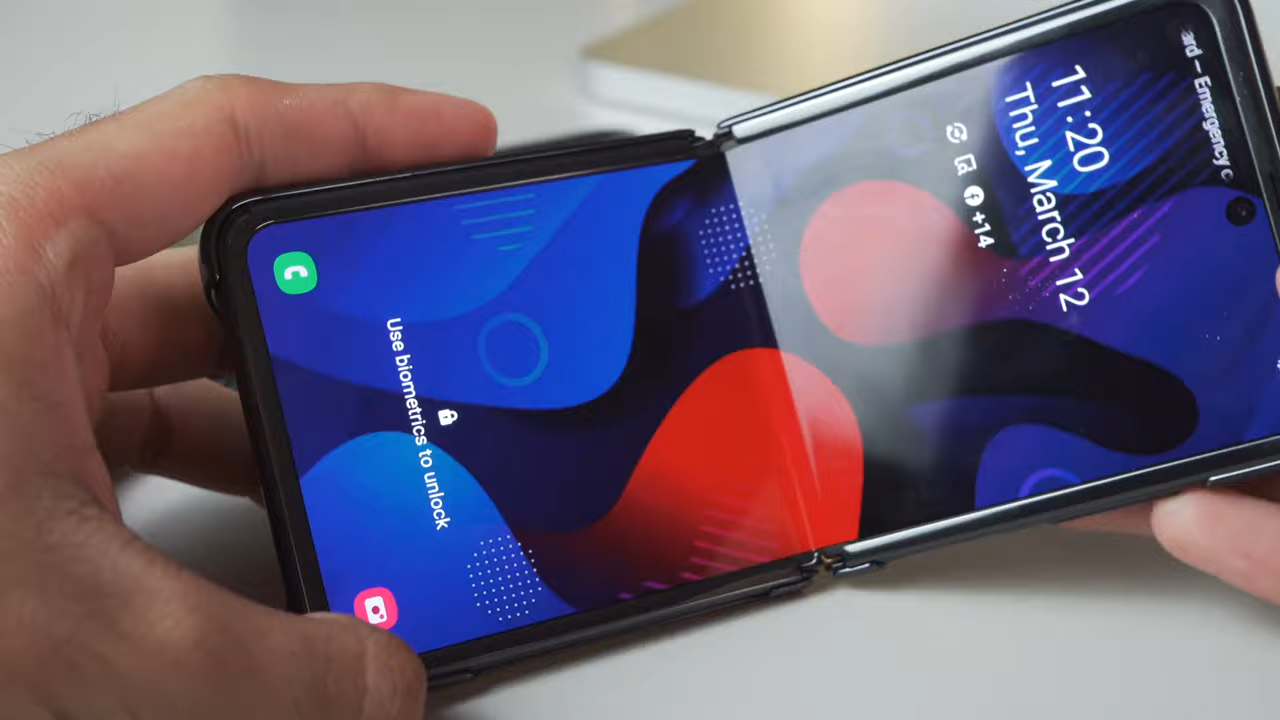 ard – Emergency c
11:20
Thu, March 12
+14
Use biometrics to unlock